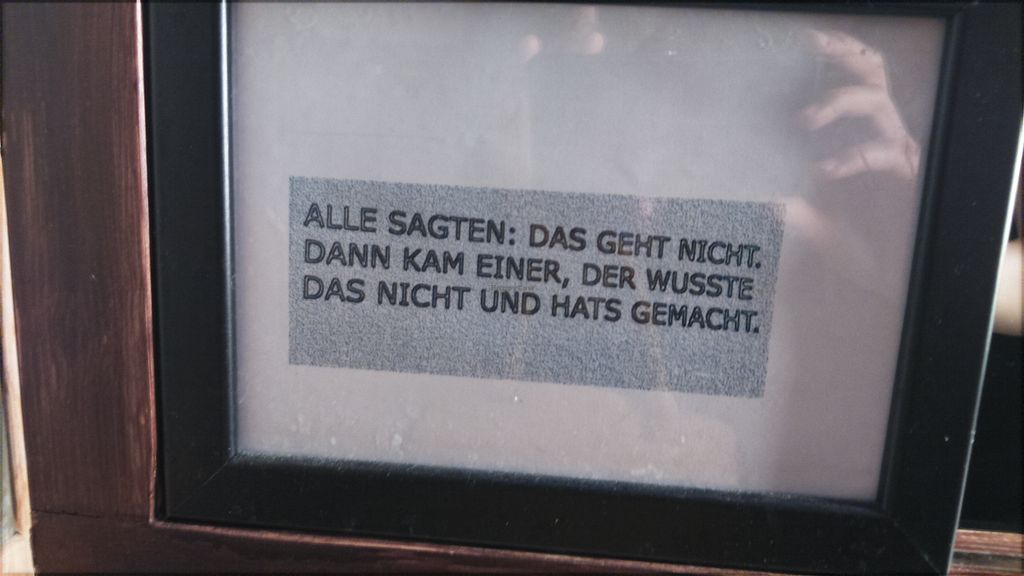 ALLE SAGTEN: DAS GEHT NICHT.
DANN KAM EINER, DER WUSSTE
DAS NICHT UND HATS GEMACHT.